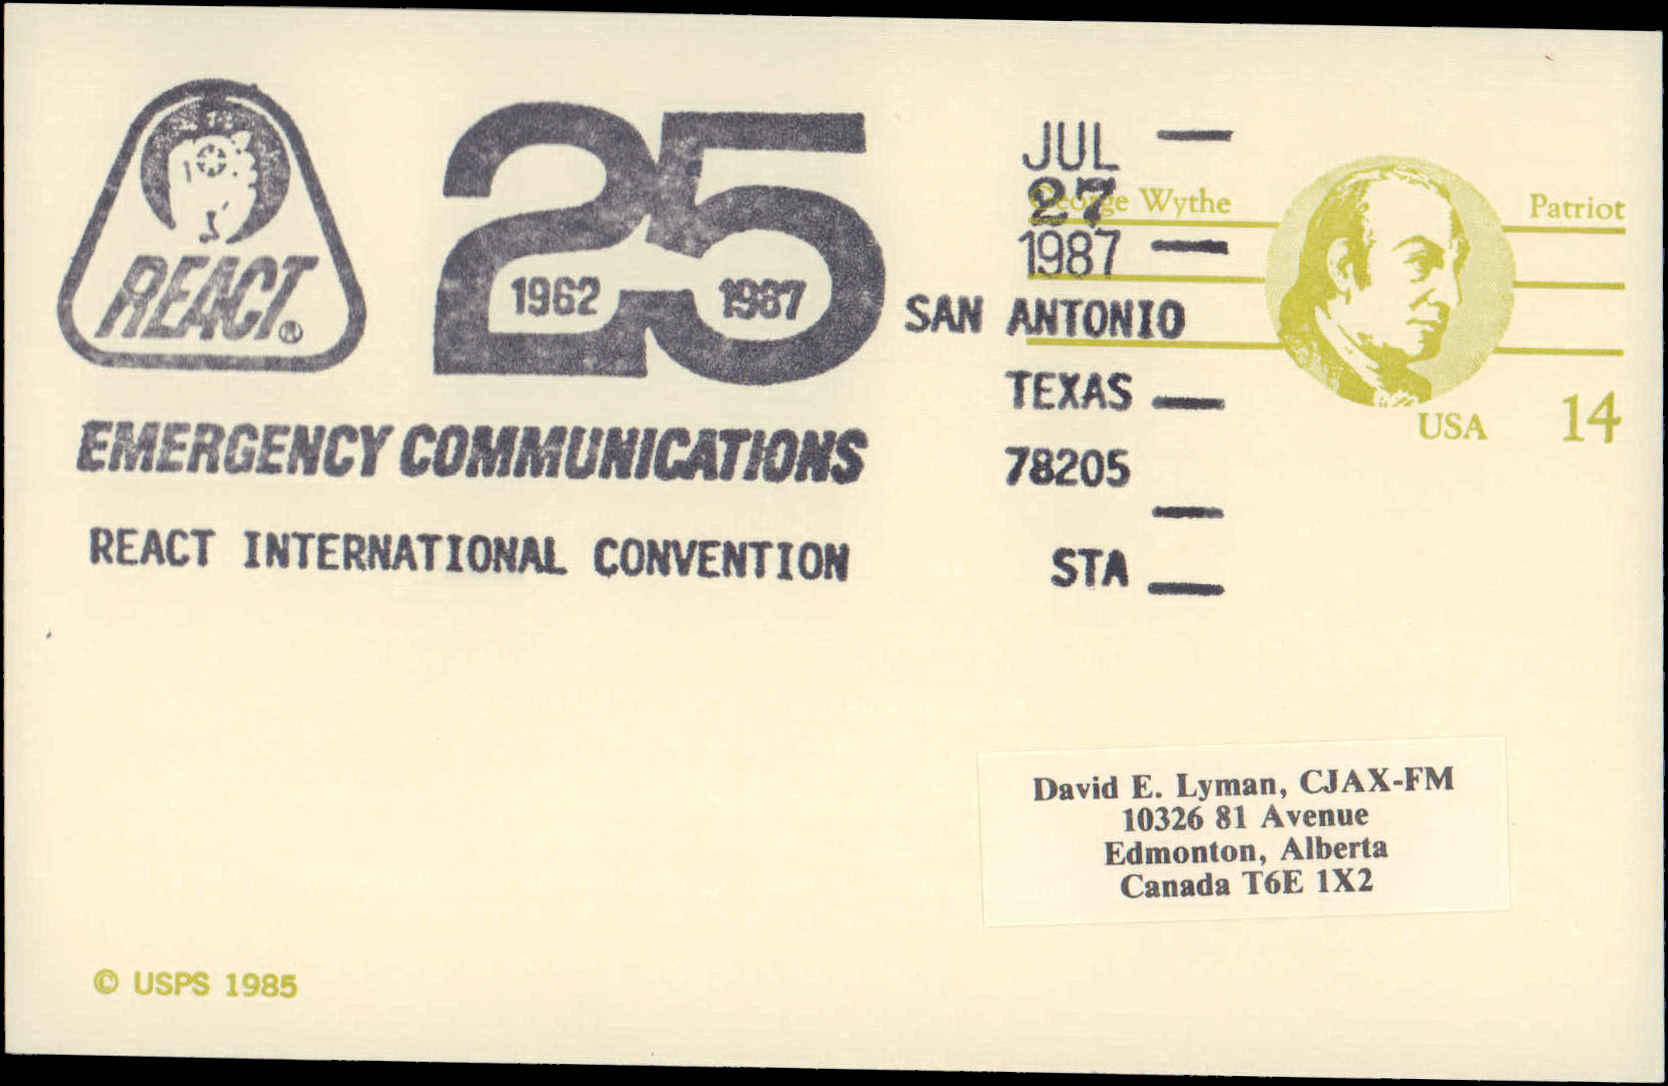 REACT®
1962 25 1987
EMERGENCY COMMUNICATIONS
REACT INTERNATIONAL CONVENTION
JUL
27
1987
SAN ANTONIO
TEXAS
78205
STA
George Wythe
Patriot
USA 14
David E. Lyman, CJAX-FM
10326 81 Avenue
Edmonton, Alberta
Canada T6E 1X2
© USPS 1985